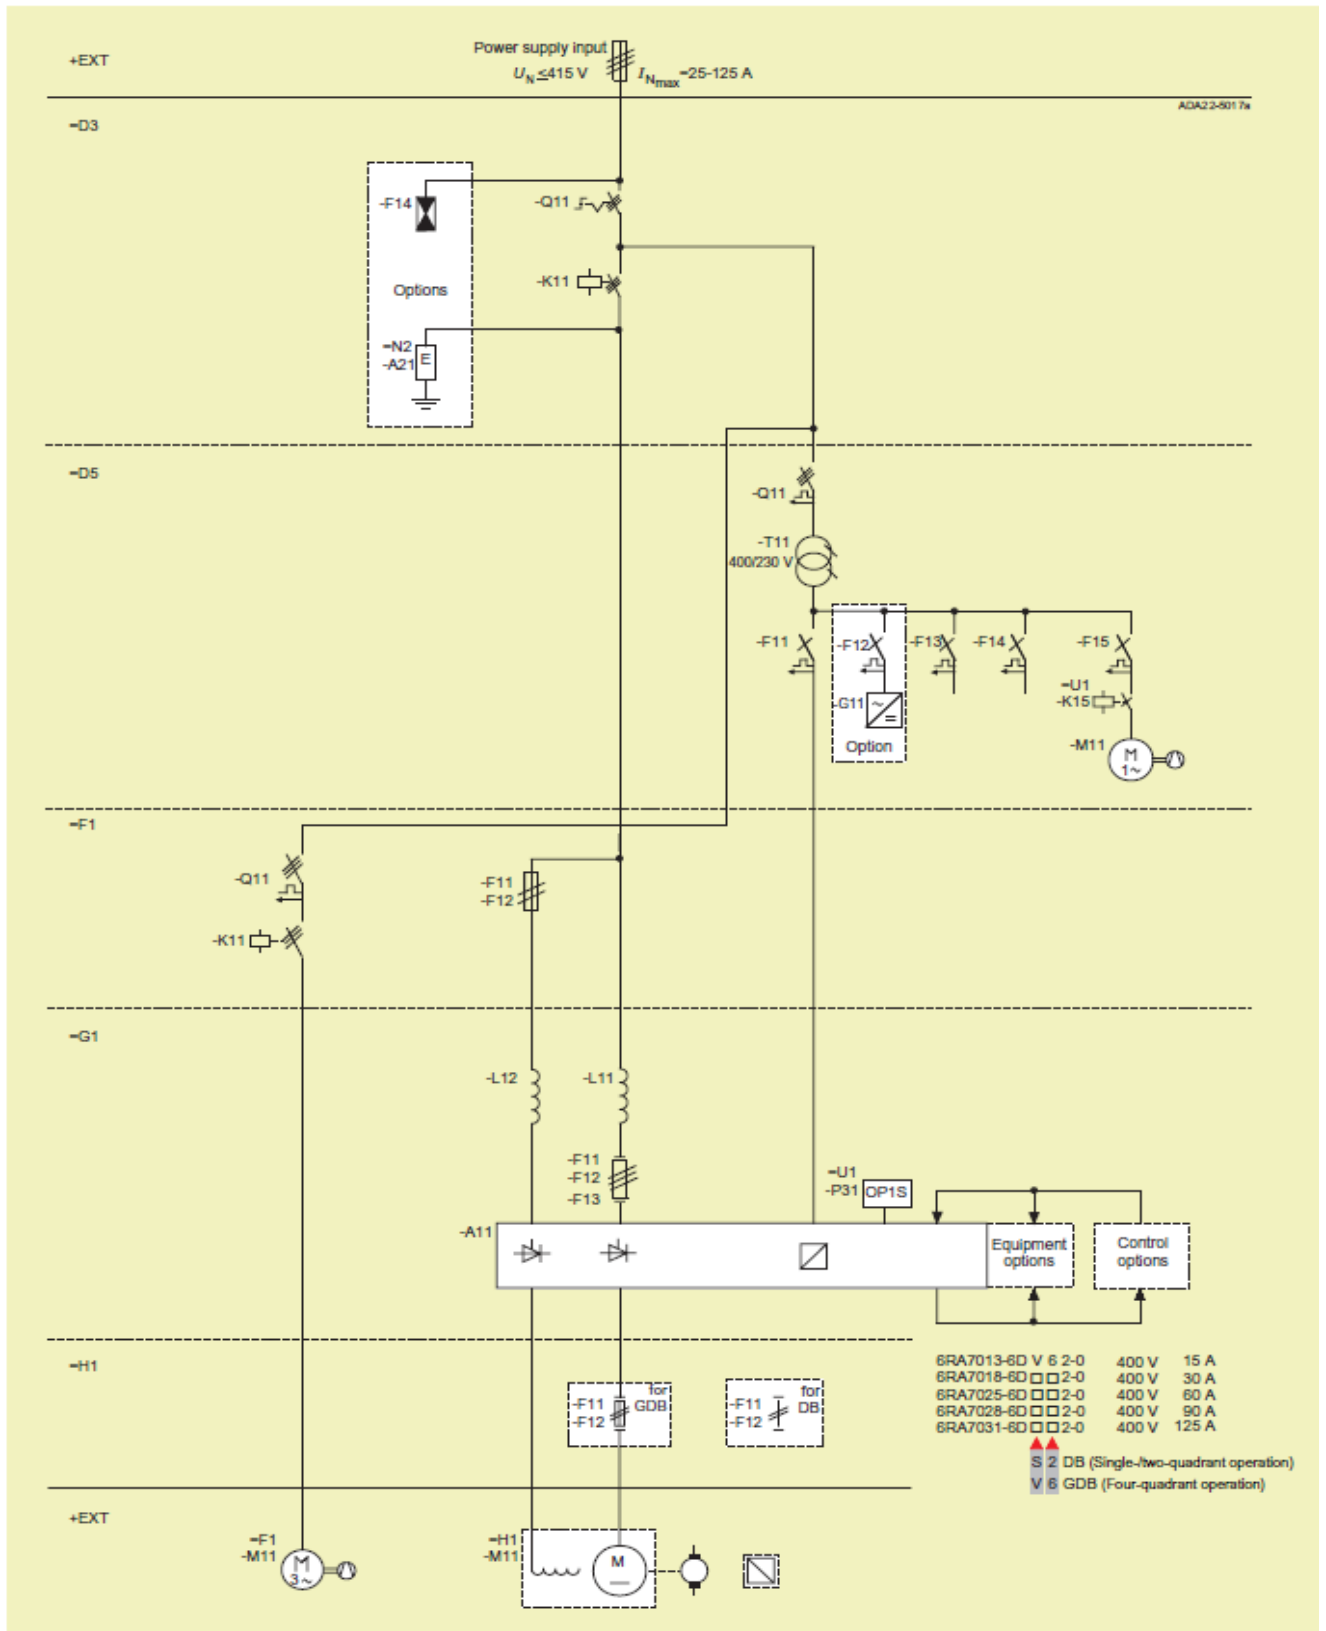 +EXT
Power supply input
UN ≤415 V INmax=25-125 A
ADA22-5017a
=D3
-F14
-Q11
-K11
Options
=N2
-A21 E
=D5
-Q11
-T11
400/230 V
-F11 -F12 -F13 -F14 -F15
=U1
-K15
-G11 ~ =
Option
-M11 M
1~
=F1
-Q11
-F11
-F12
-K11
=G1
-L12 -L11
-F11
-F12
-F13
=U1
-P31 OP1S
-A11
Equipment
options
Control
options
=H1
for
GDB
-F11
-F12
for
DB
-F11
-F12
6RA7013-6D V 6 2-0 400 V 15 A
6RA7018-6D □ □ 2-0 400 V 30 A
6RA7025-6D □ □ 2-0 400 V 60 A
6RA7028-6D □ □ 2-0 400 V 90 A
6RA7031-6D □ □ 2-0 400 V 125 A
S 2 DB (Single-/two-quadrant operation)
V 6 GDB (Four-quadrant operation)
+EXT
=F1
-M11 M
3~
=H1
-M11 M